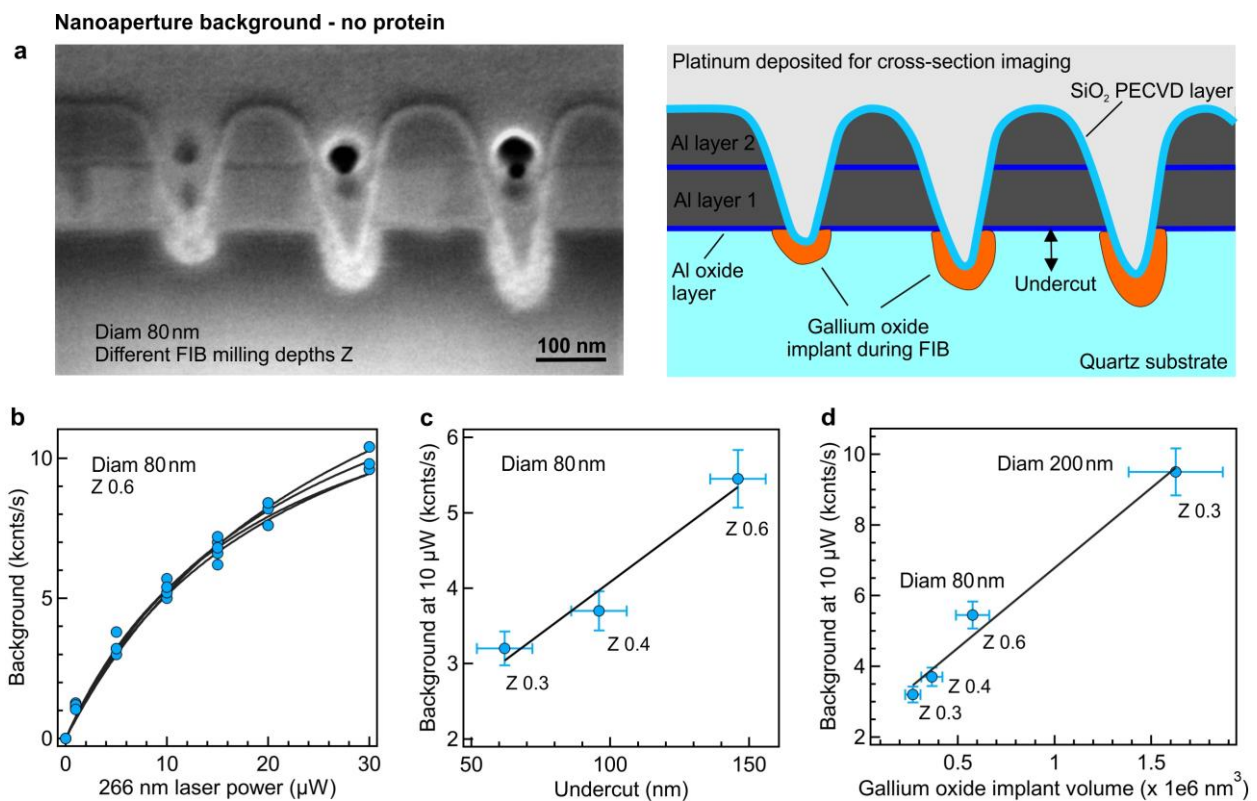 Nanoaperture background - no protein
a
Diam 80 nm
Different FIB milling depths Z
100 nm
Platinum deposited for cross-section imaging
SiO₂ PECVD layer
Al layer 2
Al layer 1
Al oxide
layer
Undercut
Gallium oxide
implant during FIB
Quartz substrate
b
Diam 80 nm
Z 0.6
Background (kcnts/s)
10
5
0
0 10 20 30
266 nm laser power (µW)
c
Diam 80 nm
Background at 10 µW (kcnts/s)
6
5
4
3
2
Z 0.6
Z 0.4
Z 0.3
50 100 150
Undercut (nm)
d
Diam 200 nm
Z 0.3
Diam 80 nm
Z 0.6
Z 0.4
Z 0.3
Background at 10 µW (kcnts/s)
10
8
6
4
2
0.5 1.0 1.5
Gallium oxide implant volume (x 1e6 nm³)